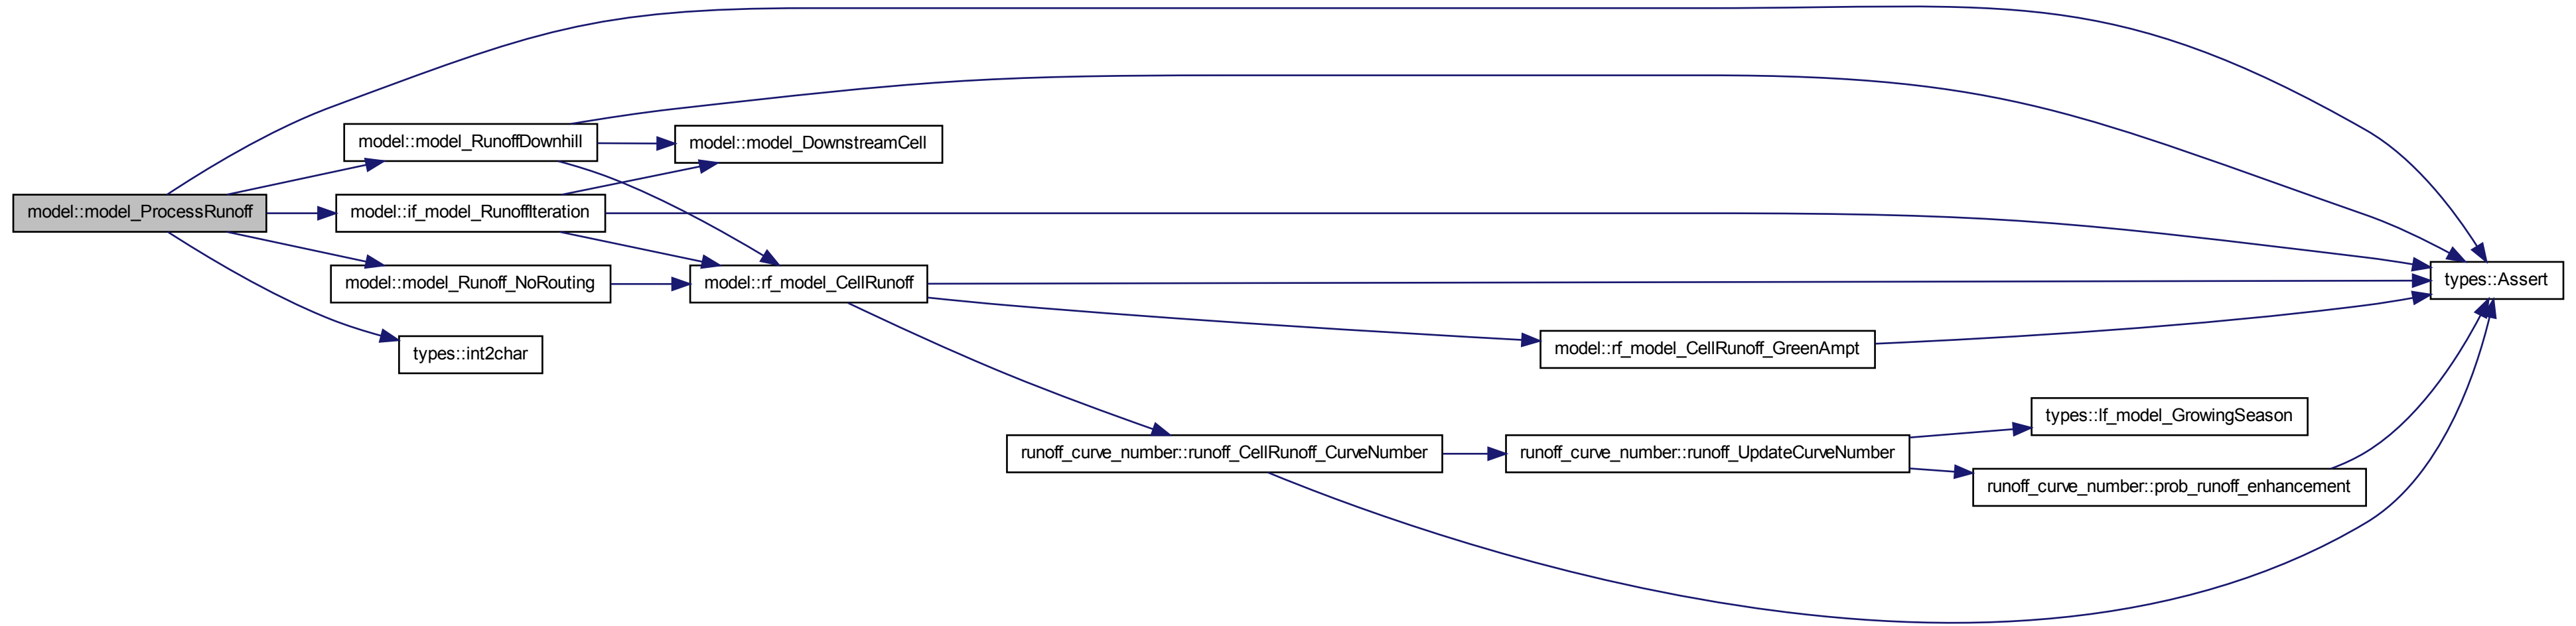 model::model_ProcessRunoff
model::model_RunoffDownhill
model::if_model_RunoffIteration
model::model_Runoff_NoRouting
types::int2char
model::model_DownstreamCell
model::rf_model_CellRunoff
model::rf_model_CellRunoff_GreenAmpt
runoff_curve_number::runoff_CellRunoff_CurveNumber
runoff_curve_number::runoff_UpdateCurveNumber
types::lf_model_GrowingSeason
runoff_curve_number::prob_runoff_enhancement
types::Assert